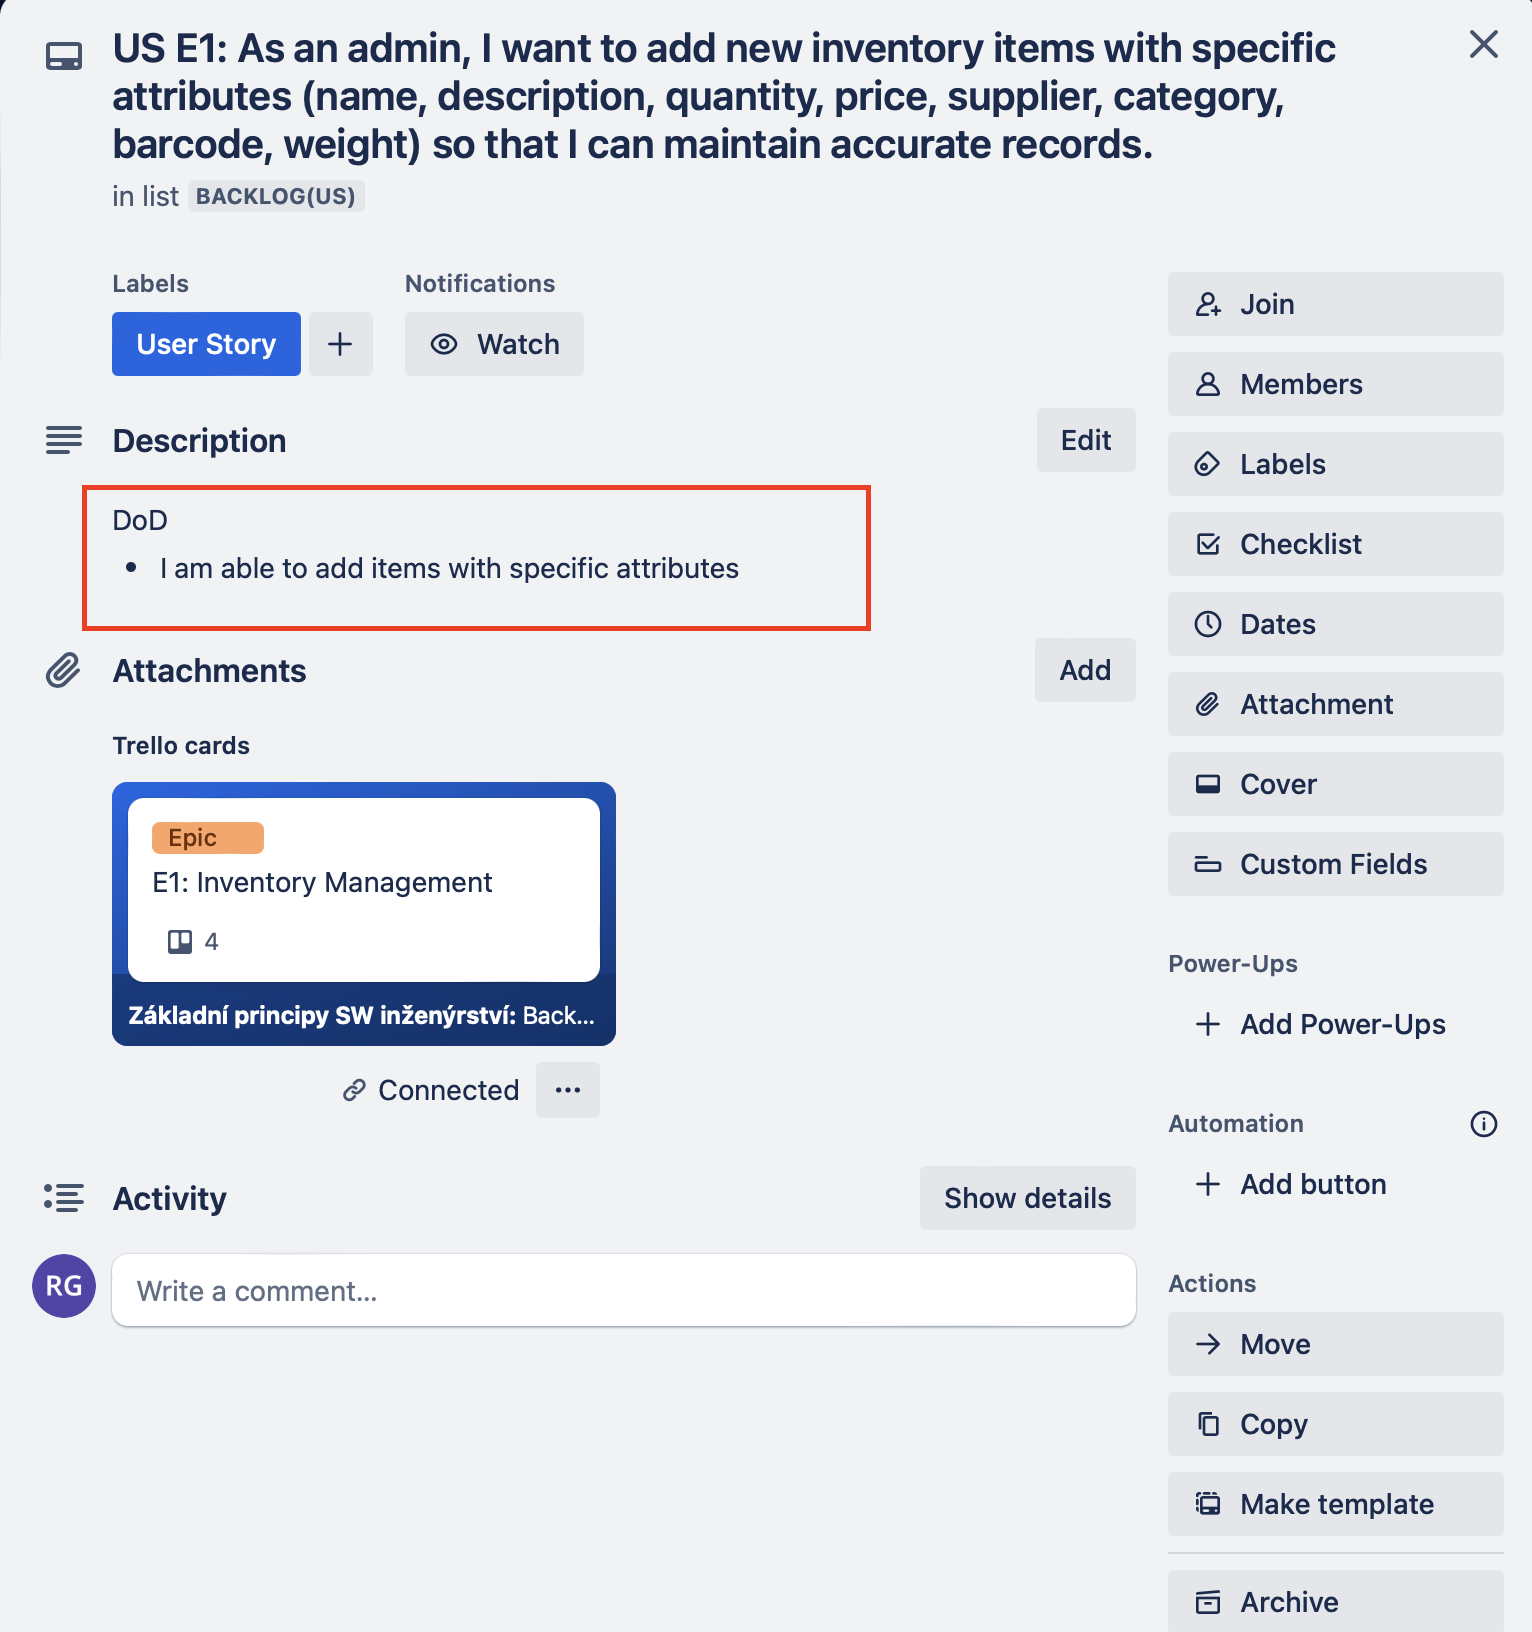 US E1: As an admin, I want to add new inventory items with specific
attributes (name, description, quantity, price, supplier, category,
barcode, weight) so that I can maintain accurate records.
in list BACKLOG(US)
Labels
Notifications
User Story
Watch
Description
Edit
DoD
• I am able to add items with specific attributes
Attachments
Add
Trello cards
Epic
E1: Inventory Management
4
Základní principy SW inženýrství: Back...
Connected
Activity
Show details
RG
Write a comment...
Join
Members
Labels
Checklist
Dates
Attachment
Cover
Custom Fields
Power-Ups
Add Power-Ups
Automation
Add button
Actions
Move
Copy
Make template
Archive